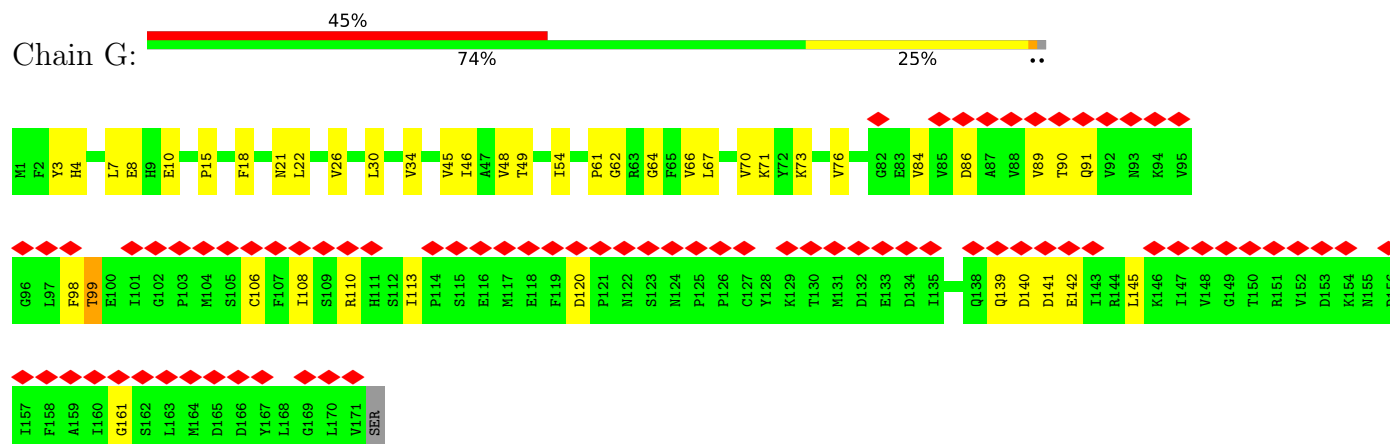 45%
Chain G:
74% 25% ••
M1 F2 Y3 H4 L7 E8 H9 E10 P15 F18 N21 L22 V26 L30 V34 V45 I46 A47 V48 T49 I54 P61 G62 R63 G64 F65 V66 L67 V70 K71 Y72 K73 V76 G82 E83 V84 V85 D86 A87 V88 V89 T90 Q91 V92 N93 K94 V95
G96 L97 F98 T99 E100 I101 G102 P103 M104 S105 C106 F107 I108 S109 R110 H111 S112 I113 P114 S115 E116 M117 E118 F119 D120 P121 N122 S123 N124 P125 P126 C127 Y128 K129 T130 M131 D132 E133 D134 I135 Q138 Q139 D140 D141 E142 I143 R144 L145 K146 I147 V148 G149 T150 R151 V152 D153 K154 N155
I157 F158 A159 I160 G161 S162 L163 M164 D165 D166 Y167 L168 G169 L170 V171 SER